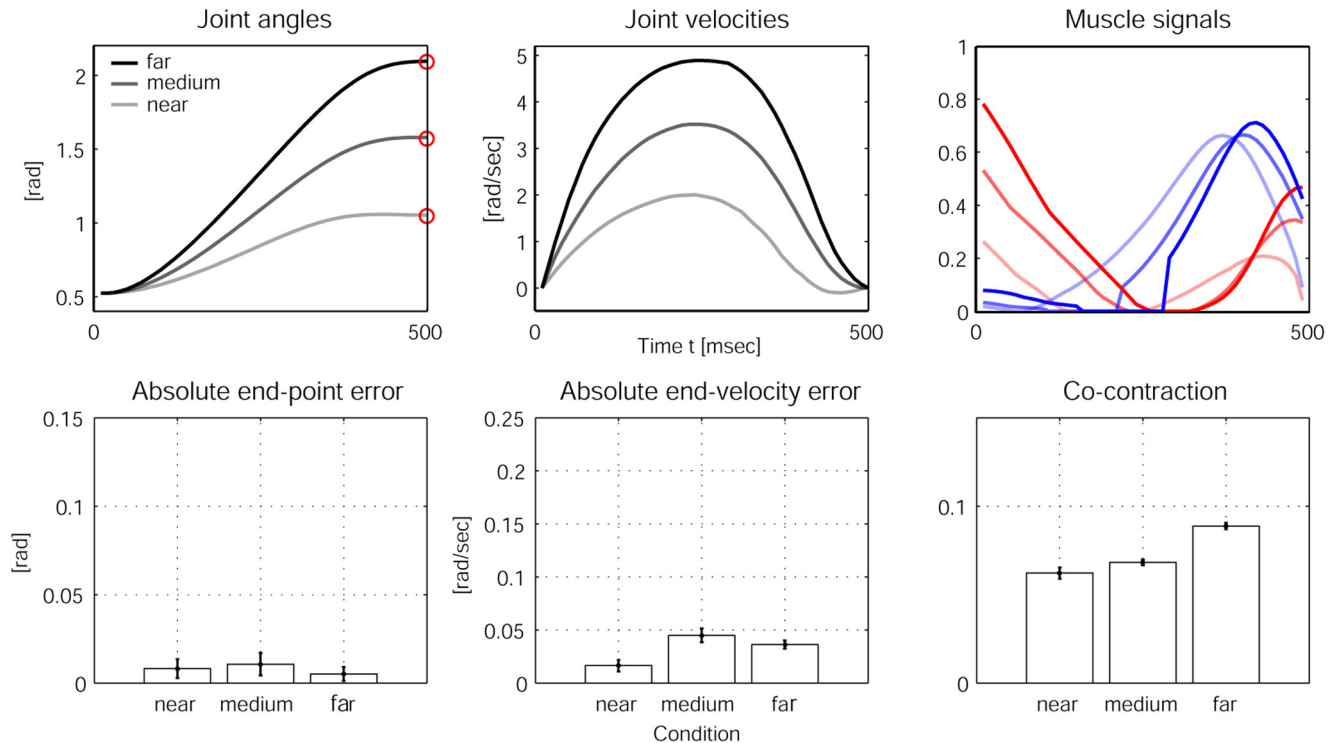 Joint angles
Joint velocities
Muscle signals
far
medium
near
[rad]
2
1.5
1
0.5
0
500
[rad/sec]
5
4
3
2
1
0
0
500
Time t [msec]
1
0.8
0.6
0.4
0.2
0
0
500
Absolute end-point error
Absolute end-velocity error
Co-contraction
[rad]
0.15
0.1
0.05
0
near medium far
[rad/sec]
0.25
0.2
0.15
0.1
0.05
0
near medium far
Condition
0.1
0
near medium far